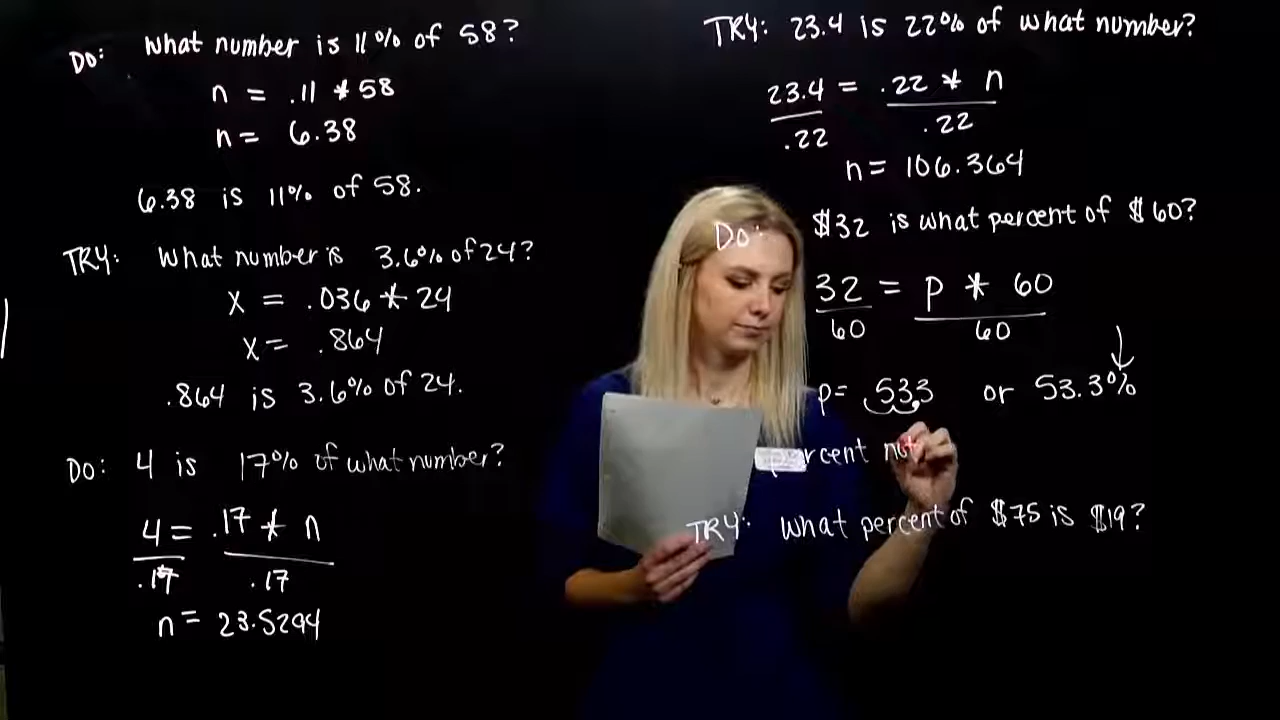 DO: What number is 11% of 58?
n = .11 * 58
n = 6.38
6.38 is 11% of 58.
TRY: What number is 3.6% of 24?
x = .036 * 24
x = .864
.864 is 3.6% of 24.
DO: 4 is 17% of what number?
4 = .17 * n
.17 .17
n = 23.5294
TRY: 23.4 is 22% of what number?
23.4 = .22 * n
.22 .22
n = 106.364
DO: $32 is what percent of $60?
32 = p * 60
60 60
p = .533 or 53.3%
TRY: What percent of $75 is $19?